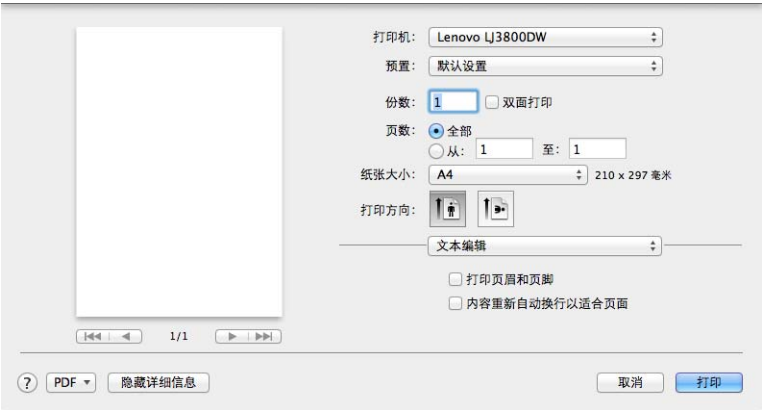 打印机： Lenovo LJ3800DW
预置： 默认设置
份数： 1 双面打印
页数： 全部
从： 1 至： 1
纸张大小： A4 210 x 297 毫米
打印方向：
文本编辑
打印页眉和页脚
内容重新自动换行以适合页面
1/1
? PDF 隐藏详细信息 取消 打印